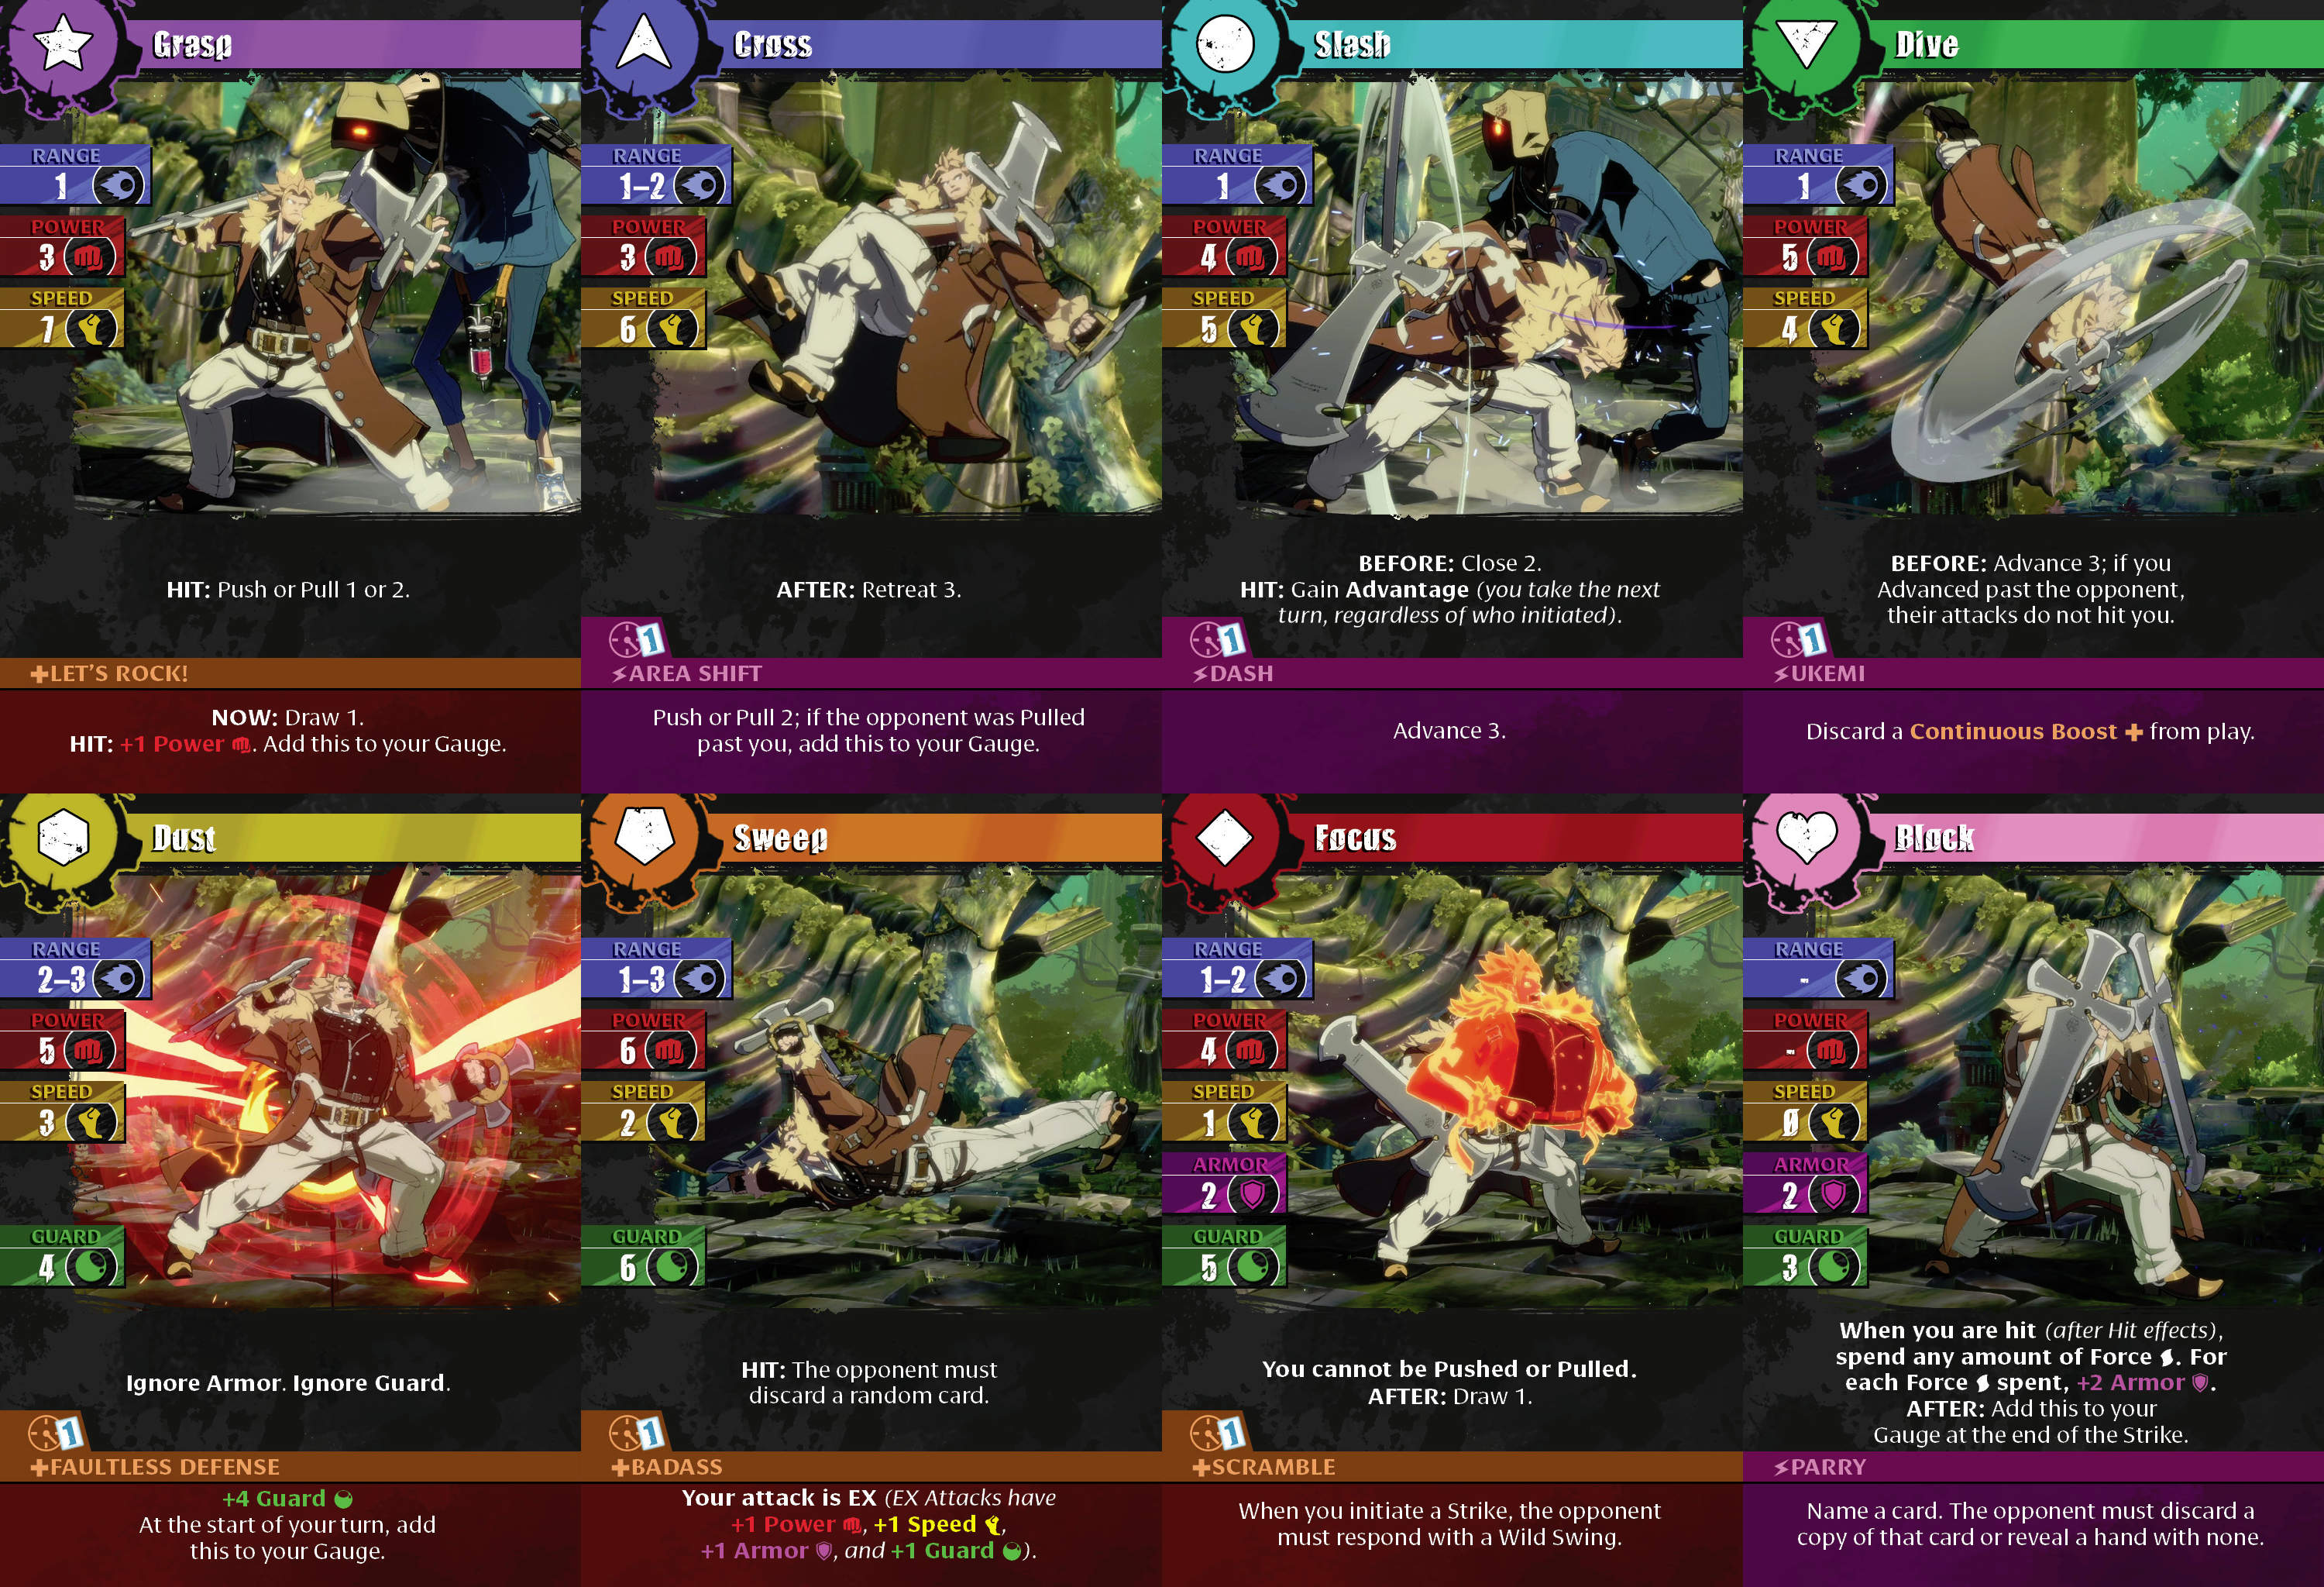 Grasp
RANGE
1
POWER
3
SPEED
7
HIT: Push or Pull 1 or 2.
LET'S ROCK!
NOW: Draw 1.
HIT: +1 Power. Add this to your Gauge.
Cross
RANGE
1–2
POWER
3
SPEED
6
AFTER: Retreat 3.
1
AREA SHIFT
Push or Pull 2; if the opponent was Pulled
past you, add this to your Gauge.
Slash
RANGE
1
POWER
4
SPEED
5
BEFORE: Close 2.
HIT: Gain Advantage (you take the next
turn, regardless of who initiated).
1
DASH
Advance 3.
Dive
RANGE
1
POWER
5
SPEED
4
BEFORE: Advance 3; if you
Advanced past the opponent,
their attacks do not hit you.
1
UKEMI
Discard a Continuous Boost + from play.
Dust
RANGE
2–3
POWER
5
SPEED
3
GUARD
4
Ignore Armor. Ignore Guard.
1
FAULTLESS DEFENSE
+4 Guard
At the start of your turn, add
this to your Gauge.
Sweep
RANGE
1–3
POWER
6
SPEED
2
GUARD
6
HIT: The opponent must
discard a random card.
1
BADASS
Your attack is EX (EX Attacks have
+1 Power, +1 Speed,
+1 Armor, and +1 Guard).
Focus
RANGE
1–2
POWER
4
SPEED
1
ARMOR
2
GUARD
5
You cannot be Pushed or Pulled.
AFTER: Draw 1.
1
SCRAMBLE
When you initiate a Strike, the opponent
must respond with a Wild Swing.
Block
RANGE
-
POWER
-
SPEED
0
ARMOR
2
GUARD
3
When you are hit (after Hit effects),
spend any amount of Force. For
each Force spent, +2 Armor.
AFTER: Add this to your
Gauge at the end of the Strike.
PARRY
Name a card. The opponent must discard a
copy of that card or reveal a hand with none.